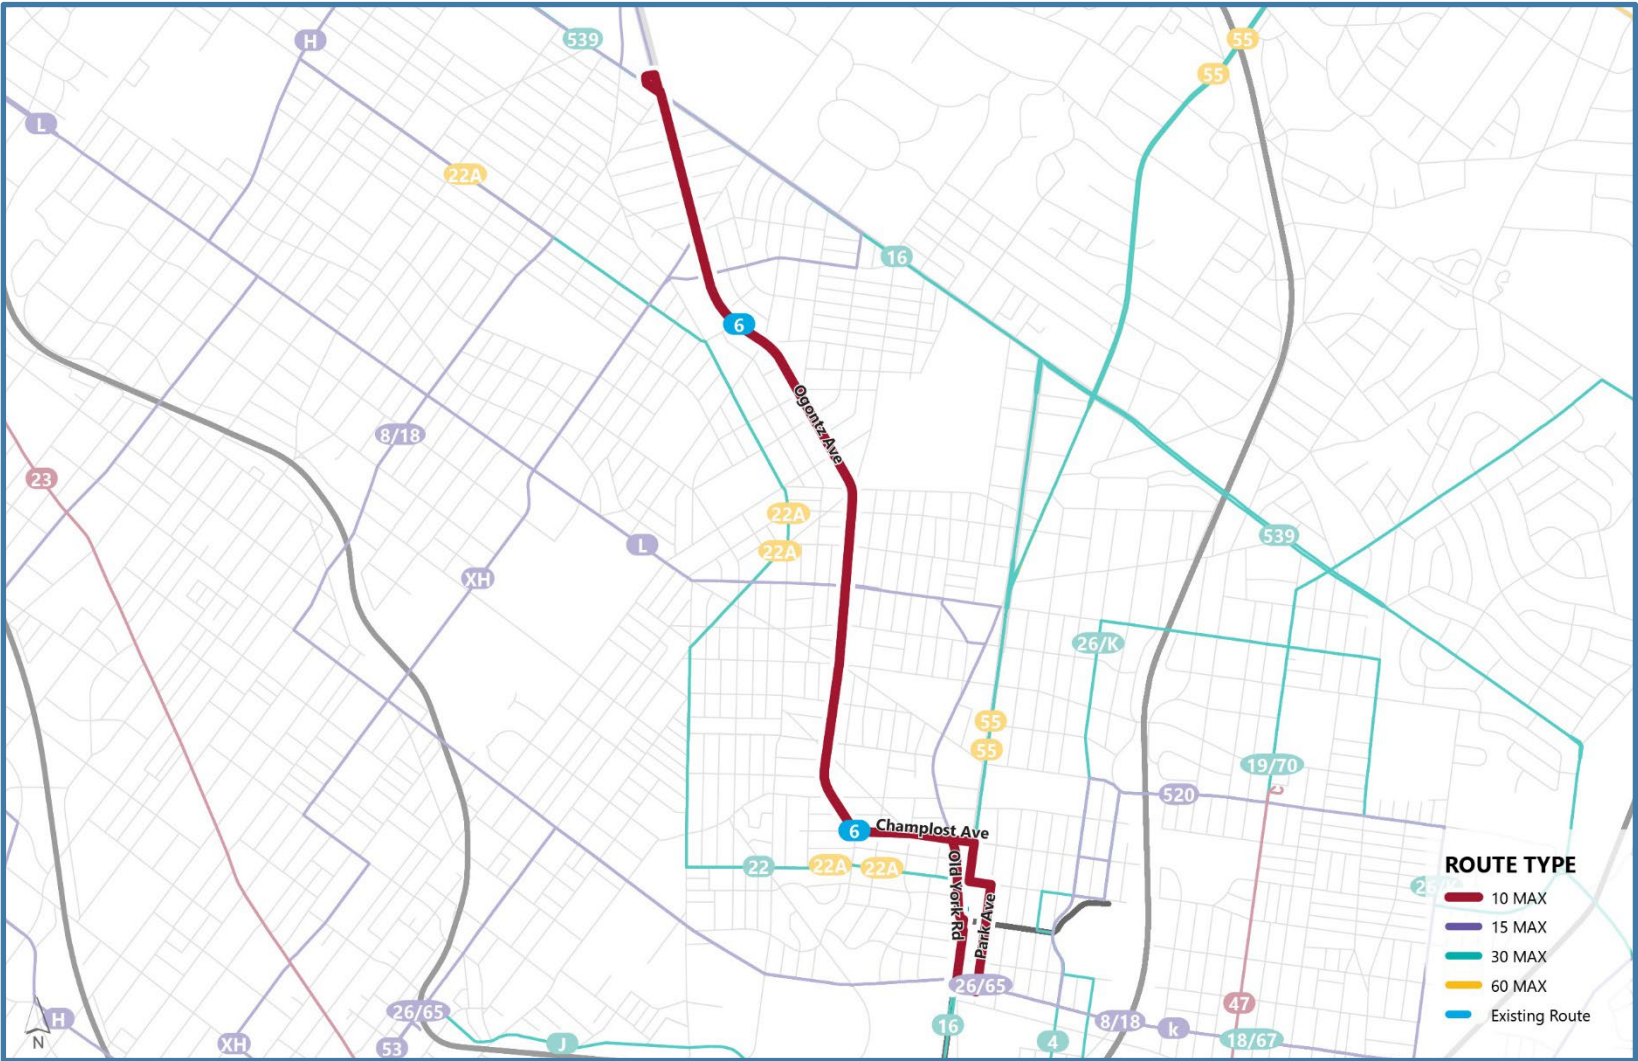 H
539
55
55
L
22A
16
6
Ogontz Ave
8/18
23
22A
539
L
22A
XH
26/K
55
55
19/70
520
6
Champlost Ave
22
22A
22A
Old York Rd
Park Ave
26/65
26/65
16
47
8/18
k
18/67
4
H
XH
53
J
N
ROUTE TYPE
10 MAX
15 MAX
30 MAX
60 MAX
Existing Route